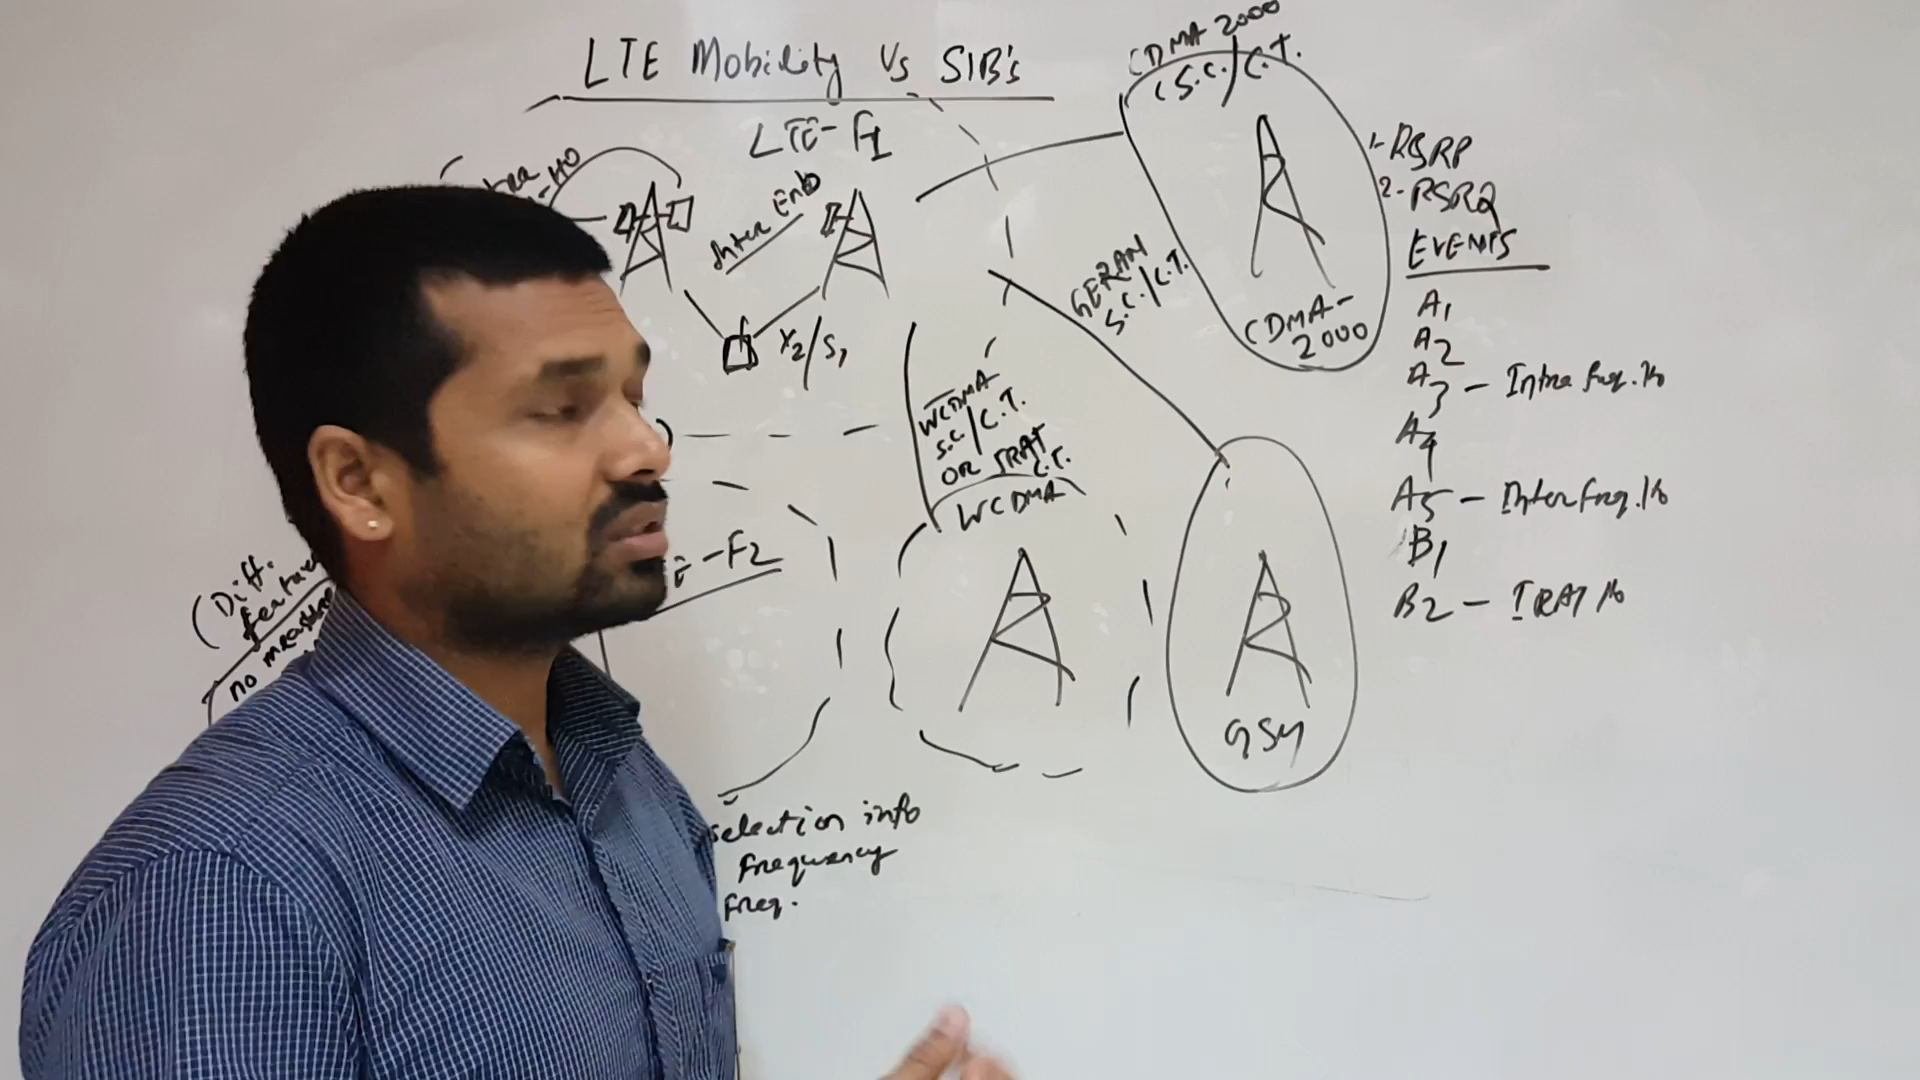 LTE Mobility Vs SIB's
LTE-F1
Inter EnB
X2/S1
CDMA-2000
(S.C./C.T.
CDMA-
2000
GERAN
S.C./C.T.
WCDMA
S.C/C.T.
OR IRAT
C.T.
WCDMA
GSM
-F2
(Diff.
no
selection info
Frequency
Freq.
1-RSRP
2-RSRQ
EVENTS
A1
A2
A3 - Intra freq. Ho
A4
A5 - Inter freq. Ho
B1
B2 - IRAT Ho